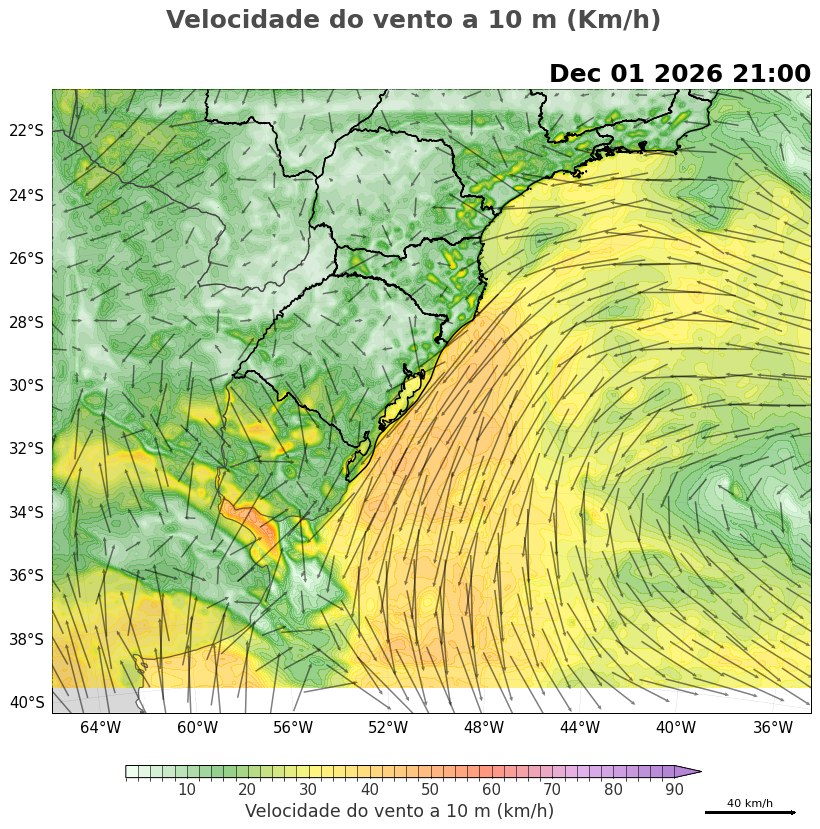 Velocidade do vento a 10 m (Km/h)
Dec 01 2026 21:00
22°S
24°S
26°S
28°S
30°S
32°S
34°S
36°S
38°S
40°S
64°W 60°W 56°W 52°W 48°W 44°W 40°W 36°W
10 20 30 40 50 60 70 80 90
Velocidade do vento a 10 m (km/h)
40 km/h